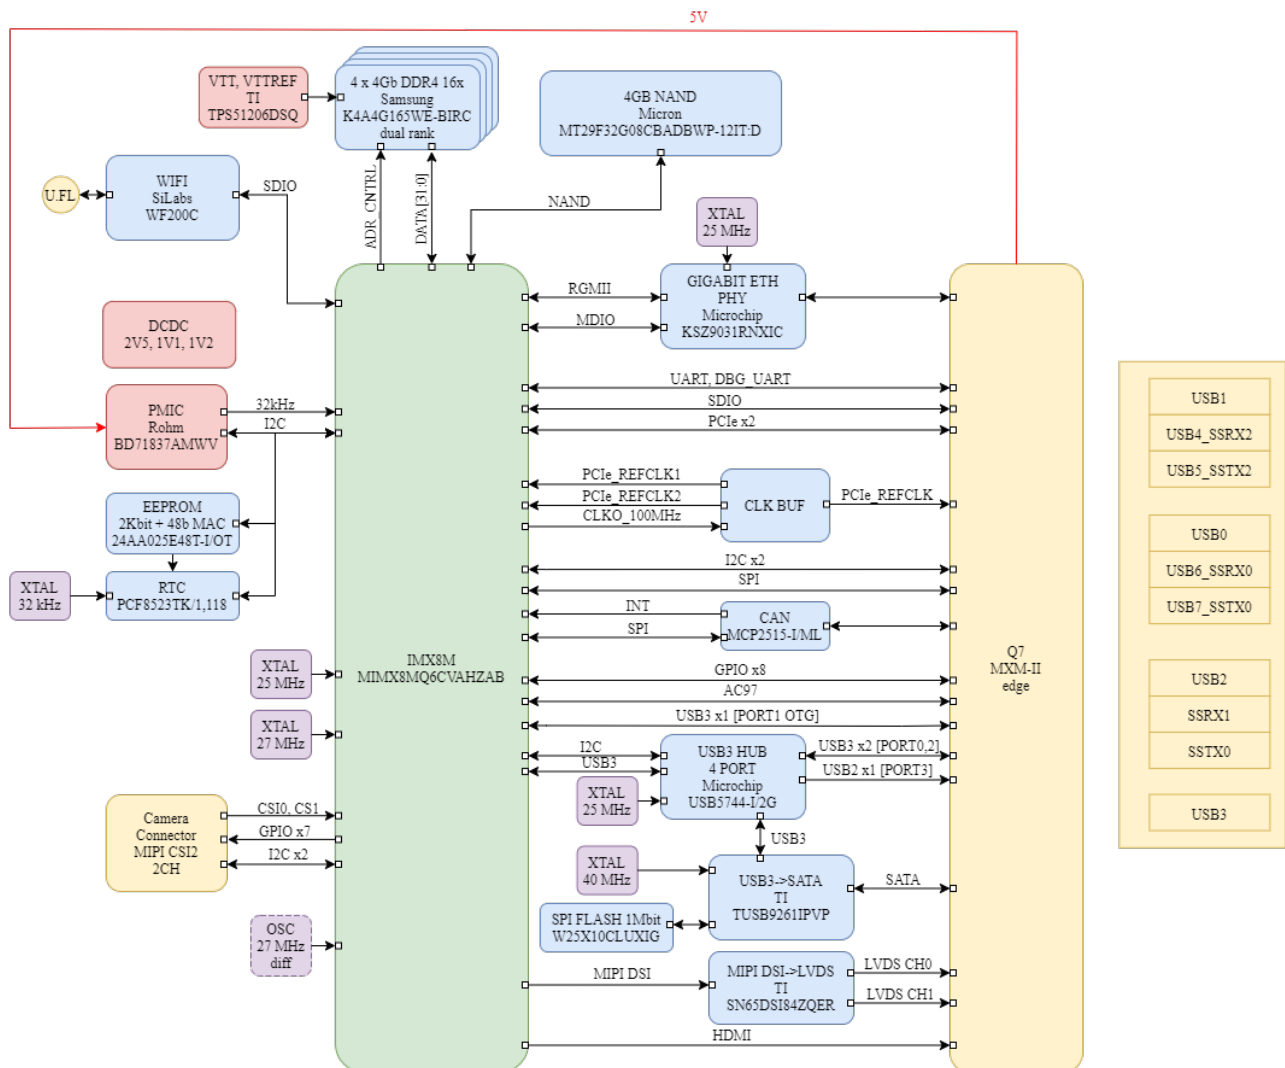 5V
VTT, VTTREF
TI
TPS51206DSQ
4 x 4Gb DDR4 16x
Samsung
K4A4G165WE-BIRC
dual rank
4GB NAND
Micron
MT29F32G08CBADBWP-12IT:D
U.FL
WIFI
SiLabs
WF200C
SDIO
ADR_CNTRL
DATA[31:0]
NAND
XTAL
25 MHz
RGMII
MDIO
GIGABIT ETH
PHY
Microchip
KSZ9031RNXIC
DCDC
2V5, 1V1, 1V2
PMIC
Rohm
BD71837AMWV
32kHz
I2C
UART, DBG_UART
SDIO
PCIe x2
EEPROM
2Kbit + 48b MAC
24AA025E48T-I/OT
XTAL
32 kHz
RTC
PCF8523TK/1,118
PCIe_REFCLK1
PCIe_REFCLK2
CLKO_100MHz
CLK BUF
PCIe_REFCLK
I2C x2
SPI
INT
SPI
CAN
MCP2515-I/ML
XTAL
25 MHz
XTAL
27 MHz
IMX8M
MIMX8MQ6CVAHZAB
GPIO x8
AC97
USB3 x1 [PORT1 OTG]
Q7
MXM-II
edge
I2C
USB3
USB3 HUB
4 PORT
Microchip
USB5744-I/2G
USB3 x2 [PORT0,2]
USB2 x1 [PORT3]
XTAL
25 MHz
USB3
Camera
Connector
MIPI CSI2
2CH
CSI0, CS1
GPIO x7
I2C x2
XTAL
40 MHz
USB3->SATA
TI
TUSB9261IPVP
SATA
SPI FLASH 1Mbit
W25X10CLUXIG
OSC
27 MHz
diff
MIPI DSI
MIPI DSI->LVDS
TI
SN65DSI84ZQER
LVDS CH0
LVDS CH1
HDMI
USB1
USB4_SSRX2
USB5_SSTX2
USB0
USB6_SSRX0
USB7_SSTX0
USB2
SSRX1
SSTX0
USB3